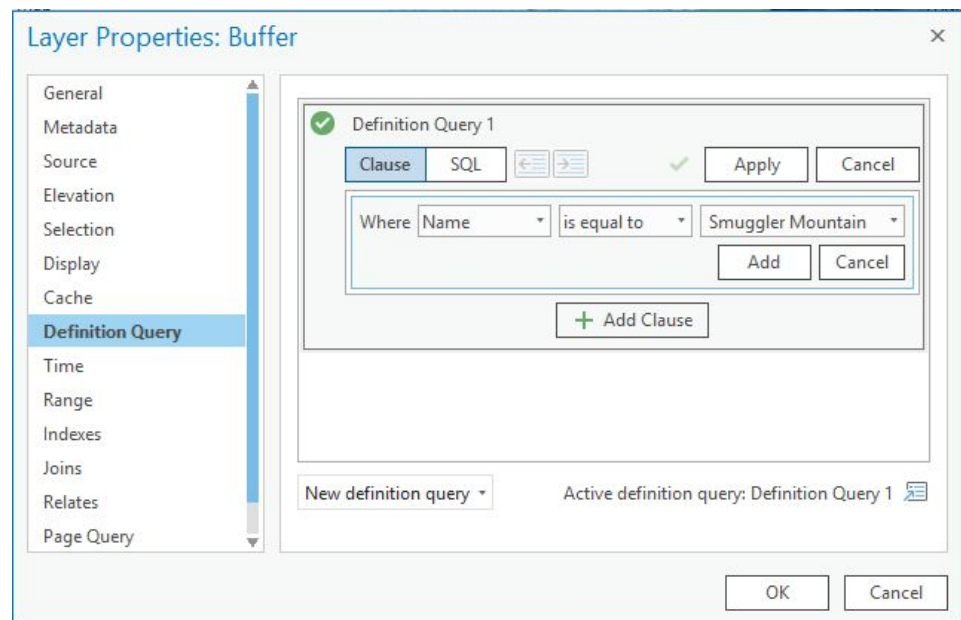 Layer Properties: Buffer
General
Metadata
Source
Elevation
Selection
Display
Cache
Definition Query
Time
Range
Indexes
Joins
Relates
Page Query
Definition Query 1
Clause SQL Apply Cancel
Where Name is equal to Smuggler Mountain
Add Cancel
+ Add Clause
New definition query Active definition query: Definition Query 1
OK Cancel